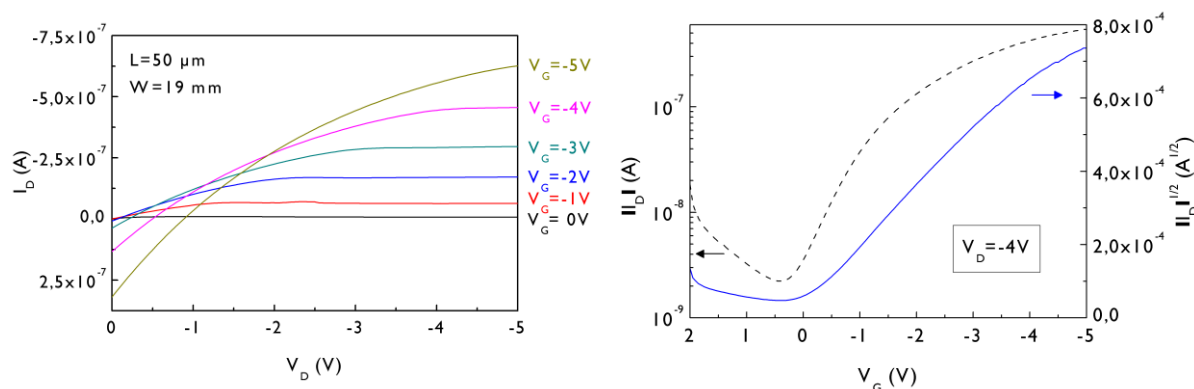 -7,5x10⁻⁷
-5,0x10⁻⁷
-2,5x10⁻⁷
0,0
2,5x10⁻⁷
I_D (A)
L=50 µm
W=19 mm
V_G=-5V
V_G=-4V
V_G=-3V
V_G=-2V
V_G=-1V
V_G= 0V
0 -1 -2 -3 -4 -5
V_D (V)
10⁻⁷
10⁻⁸
10⁻⁹
II_D I (A)
8,0x10⁻⁴
6,0x10⁻⁴
4,0x10⁻⁴
2,0x10⁻⁴
0,0
II_D I^1/2 (A^1/2)
V_D=-4V
2 1 0 -1 -2 -3 -4 -5
V_G (V)